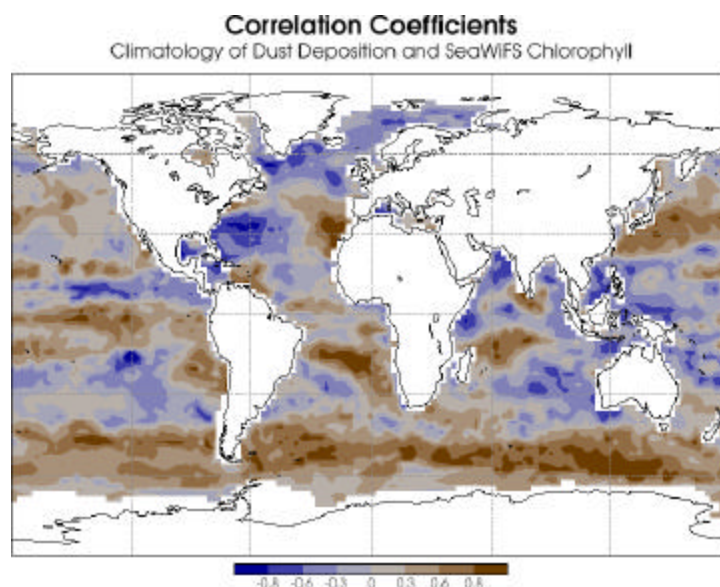 Correlation Coefficients
Climatology of Dust Deposition and SeaWiFS Chlorophyll
-0.8 -0.6 -0.3 0 0.3 0.6 0.8